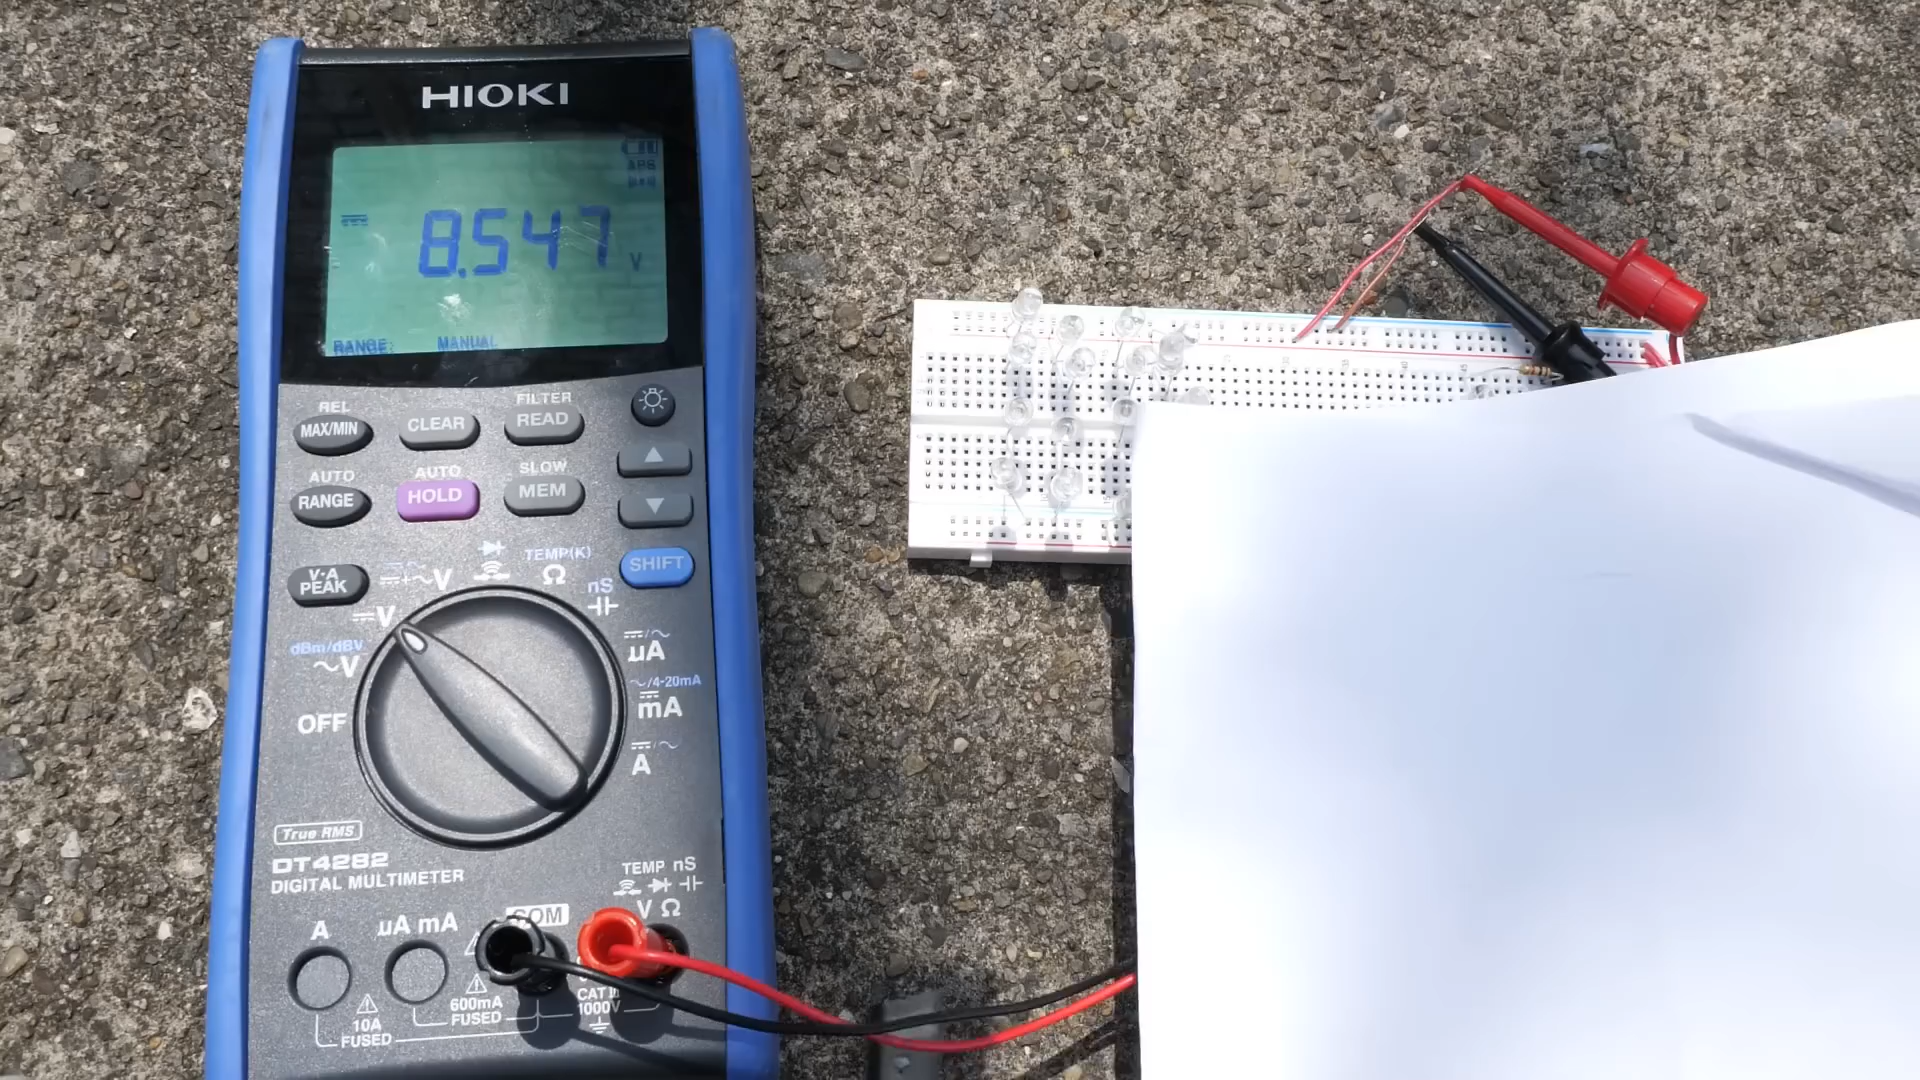 HIOKI
APS
8.547 V
RANGE MANUAL
REL FILTER
MAX/MIN CLEAR READ
AUTO AUTO SLOW
RANGE HOLD MEM
V·A PEAK
SHIFT
TEMP(K)
V Ω nS
V
dBm/dBV
~V
µA
~/4-20mA
mA
OFF
A
True RMS
DT4282
DIGITAL MULTIMETER
TEMP nS
V Ω
A µA mA COM
10A FUSED
600mA FUSED
CAT III
1000V